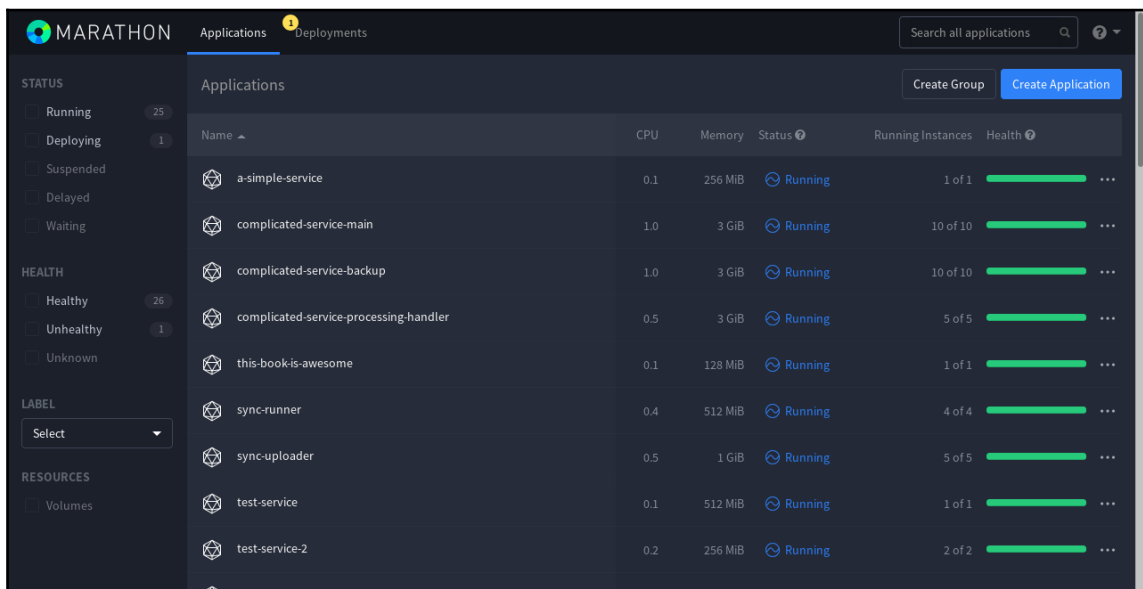 MARATHON Applications 1 Deployments Search all applications
STATUS
Running 25
Deploying 1
Suspended
Delayed
Waiting
HEALTH
Healthy 26
Unhealthy 1
Unknown
LABEL
Select
RESOURCES
Volumes
Applications Create Group Create Application
Name CPU Memory Status Running Instances Health
a-simple-service 0.1 256 MiB Running 1 of 1
complicated-service-main 1.0 3 GiB Running 10 of 10
complicated-service-backup 1.0 3 GiB Running 10 of 10
complicated-service-processing-handler 0.5 3 GiB Running 5 of 5
this-book-is-awesome 0.1 128 MiB Running 1 of 1
sync-runner 0.4 512 MiB Running 4 of 4
sync-uploader 0.5 1 GiB Running 5 of 5
test-service 0.1 512 MiB Running 1 of 1
test-service-2 0.2 256 MiB Running 2 of 2